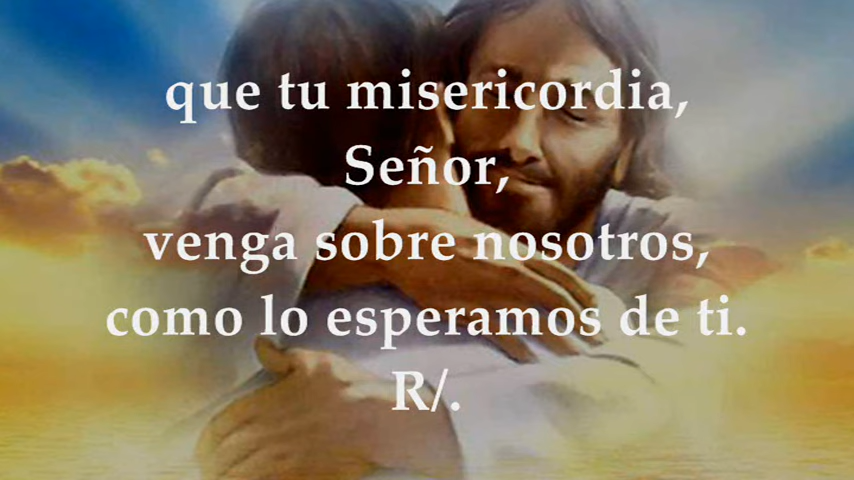 que tu misericordia,
Señor,
venga sobre nosotros,
como lo esperamos de ti.
R/.